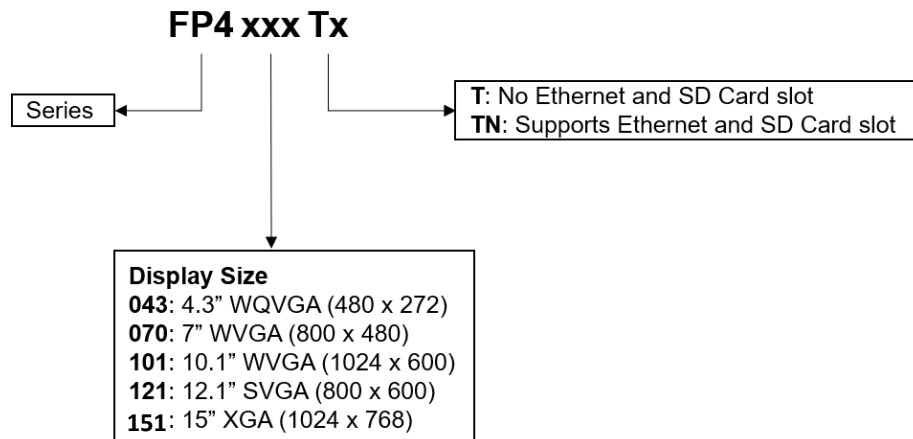 FP4 xxx Tx
Series
T: No Ethernet and SD Card slot
TN: Supports Ethernet and SD Card slot
Display Size
043: 4.3” WQVGA (480 x 272)
070: 7” WVGA (800 x 480)
101: 10.1” WVGA (1024 x 600)
121: 12.1” SVGA (800 x 600)
151: 15” XGA (1024 x 768)